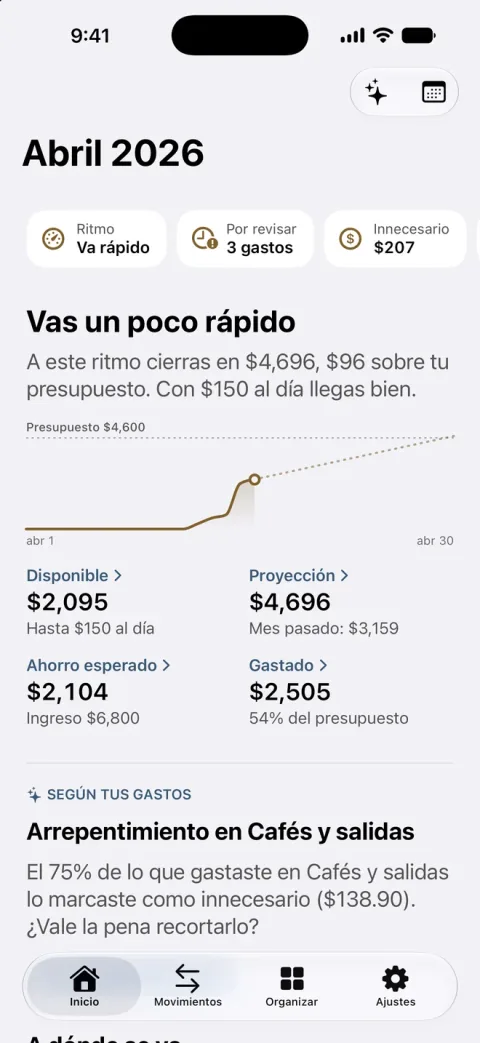 9:41
Abril 2026
Ritmo
Va rápido
Por revisar
3 gastos
Innecesario
$207
Vas un poco rápido
A este ritmo cierras en $4,696, $96 sobre tu
presupuesto. Con $150 al día llegas bien.
Presupuesto $4,600
abr 1
abr 30
Disponible
$2,095
Hasta $150 al día
Proyección
$4,696
Mes pasado: $3,159
Ahorro esperado
$2,104
Ingreso $6,800
Gastado
$2,505
54% del presupuesto
SEGÚN TUS GASTOS
Arrepentimiento en Cafés y salidas
El 75% de lo que gastaste en Cafés y salidas
lo marcaste como innecesario ($138.90).
¿Vale la pena recortarlo?
Inicio
Movimientos
Organizar
Ajustes